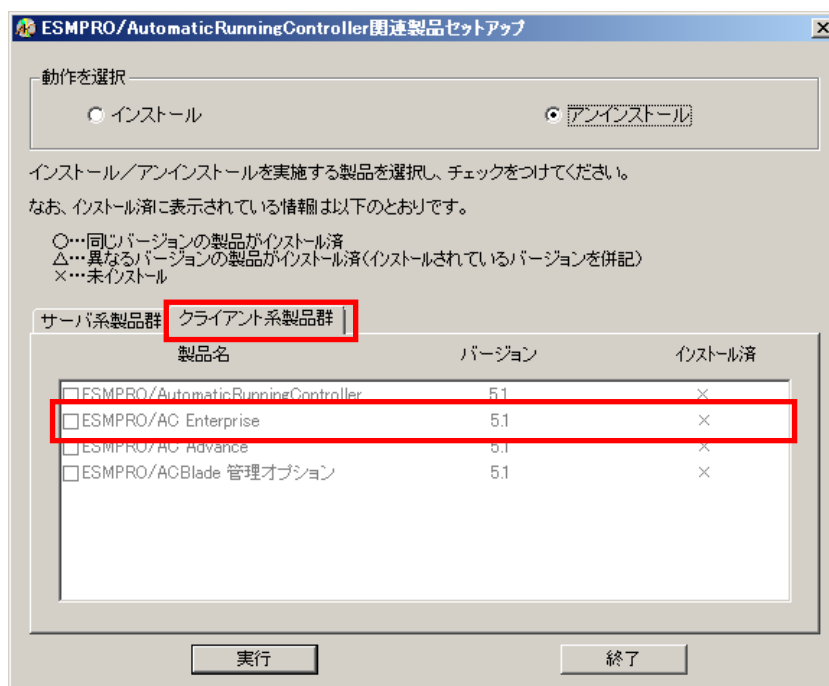 ESMPRO/AutomaticRunningController関連製品セットアップ
動作を選択
インストール
アンインストール
インストール／アンインストールを実施する製品を選択し、チェックをつけてください。
なお、インストール済に表示されている情報は以下のとおりです。
○…同じバージョンの製品がインストール済
△…異なるバージョンの製品がインストール済(インストールされているバージョンを併記)
×…未インストール
サーバ系製品群 クライアント系製品群
製品名 バージョン インストール済
ESMPRO/AutomaticRunningController 5.1 ×
ESMPRO/AC Enterprise 5.1 ×
ESMPRO/AC Advance 5.1 ×
ESMPRO/ACBlade 管理オプション 5.1 ×
実行 終了